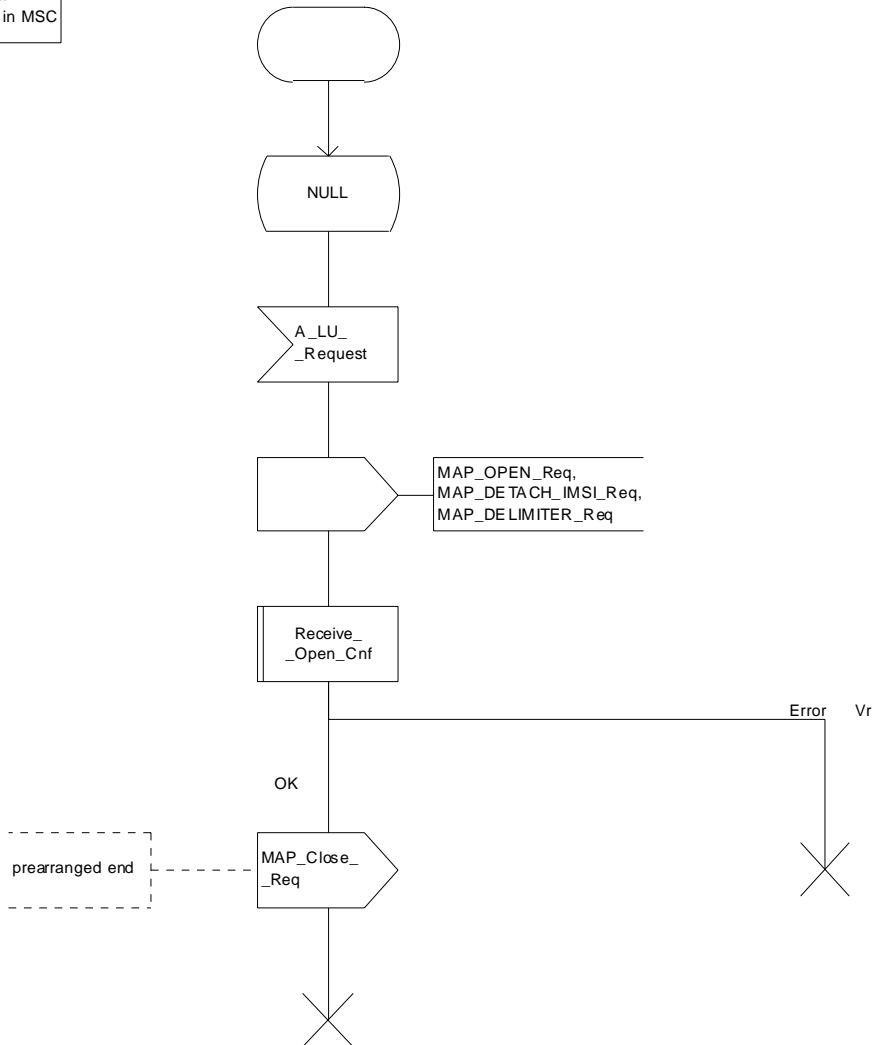 in MSC
NULL
A_LU_
_Request
MAP_OPEN_Req,
MAP_DETACH_IMSI_Req,
MAP_DELIMITER_Req
Receive_
_Open_Cnf
Error Vr
OK
prearranged end
MAP_Close_
_Req